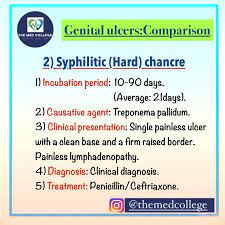 THE MED COLLEGE
Genital ulcers:Comparison
2) Syphilitic (Hard) chancre
1) Incubation period: 10-90 days.
(Average: 21days).
2) Causative agent: Treponema pallidum.
3) Clinical presentation: Single painless ulcer
with a clean base and a firm raised border.
Painless lymphadenopathy.
4) Diagnosis: Clinical diagnosis.
5) Treatment: Penicillin/Ceftriaxone.
@themedcollege